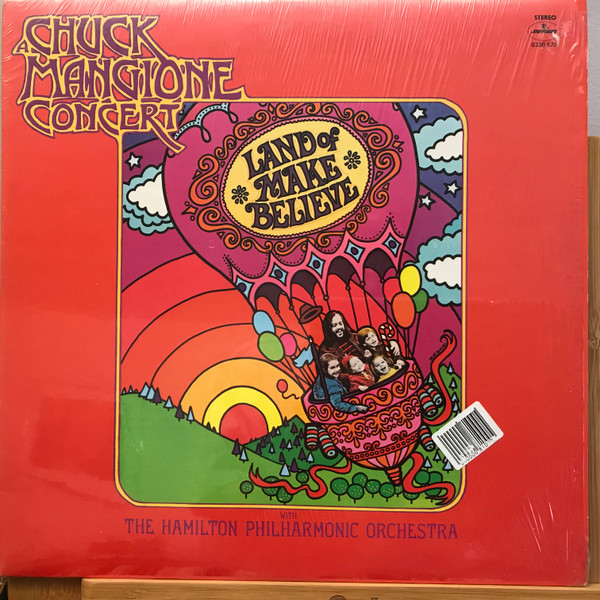 A CHUCK
MANGIONE
CONCERT
STEREO
LAND of
MAKE
BELIEVE
WITH
THE HAMILTON PHILHARMONIC ORCHESTRA